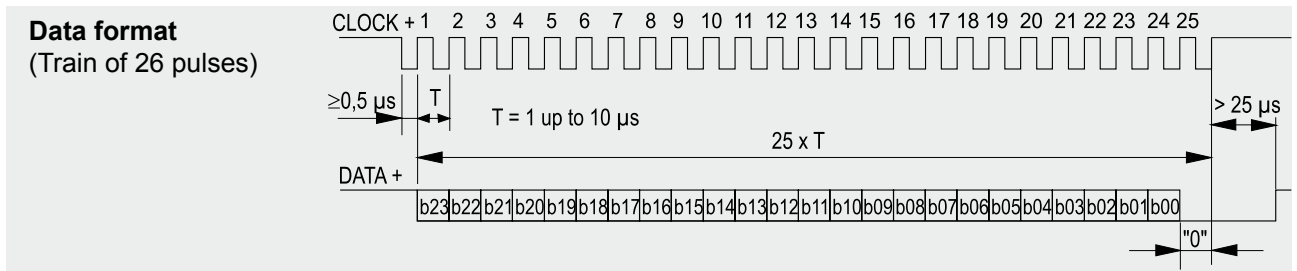 Data format
(Train of 26 pulses)
CLOCK + 1 2 3 4 5 6 7 8 9 10 11 12 13 14 15 16 17 18 19 20 21 22 23 24 25
≥0,5 µs T T = 1 up to 10 µs > 25 µs
25 x T
DATA +
b23 b22 b21 b20 b19 b18 b17 b16 b15 b14 b13 b12 b11 b10 b09 b08 b07 b06 b05 b04 b03 b02 b01 b00
"0"